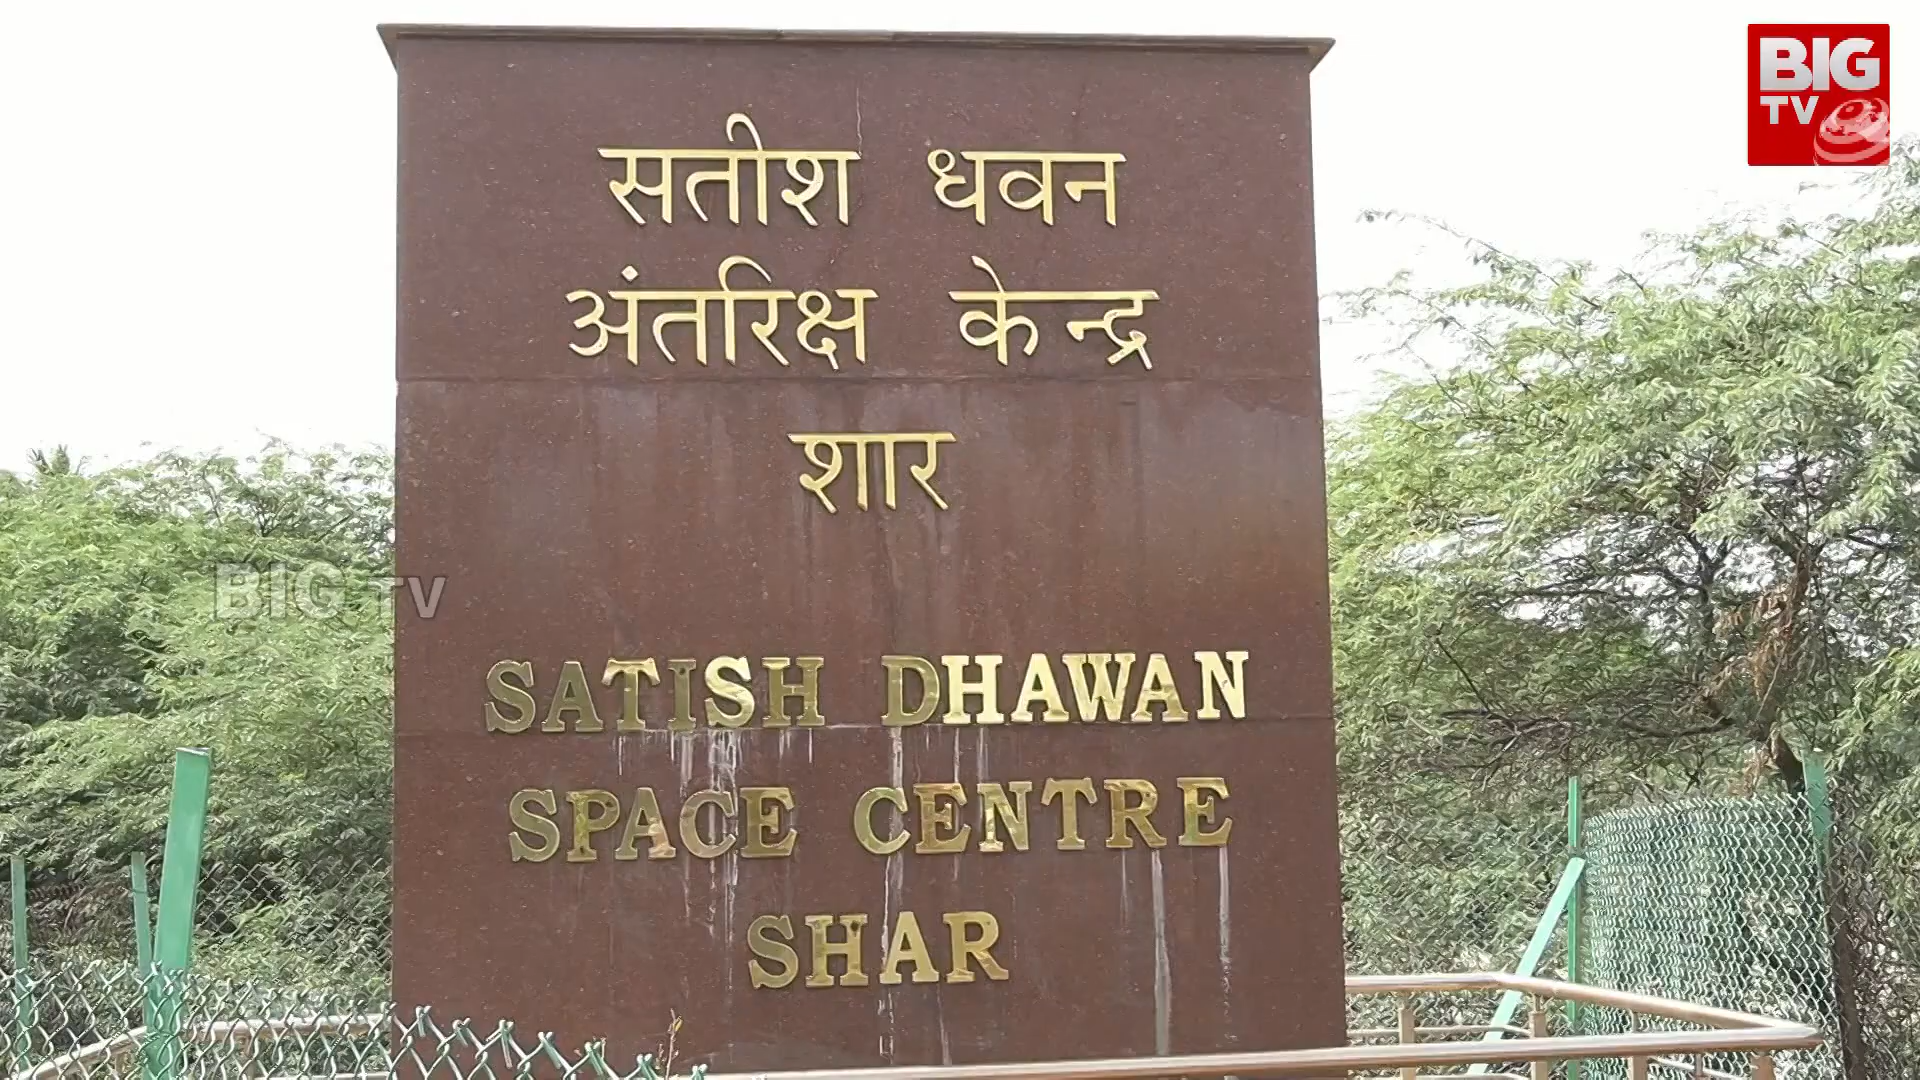 BIG
TV
सतीश धवन
अंतरिक्ष केन्द्र
शार
BIG TV
SATISH DHAWAN
SPACE CENTRE
SHAR